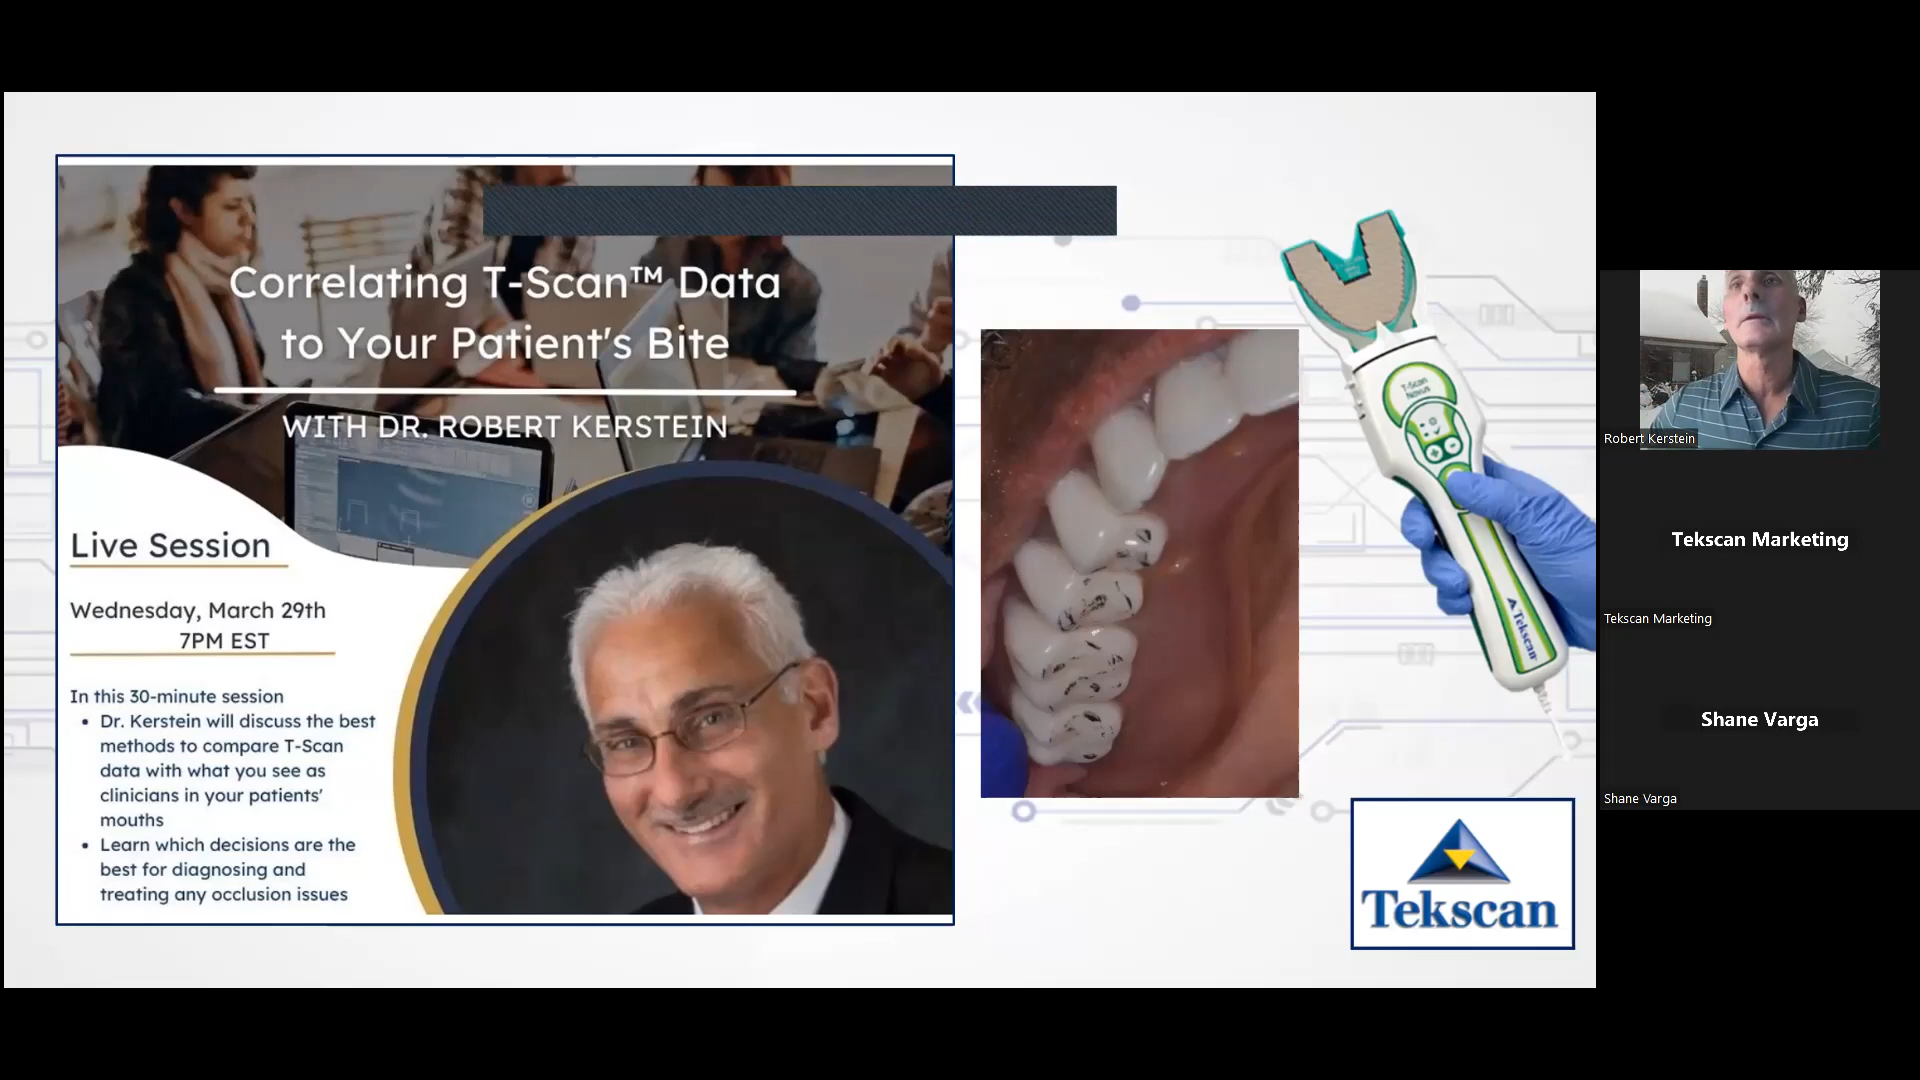 Correlating T-Scan™ Data
to Your Patient's Bite
WITH DR. ROBERT KERSTEIN
Live Session
Wednesday, March 29th
7PM EST
In this 30-minute session
• Dr. Kerstein will discuss the best
methods to compare T-Scan
data with what you see as
clinicians in your patients'
mouths
• Learn which decisions are the
best for diagnosing and
treating any occlusion issues
T-Scan
Novus
Tekscan
Tekscan
Robert Kerstein
Tekscan Marketing
Tekscan Marketing
Shane Varga
Shane Varga